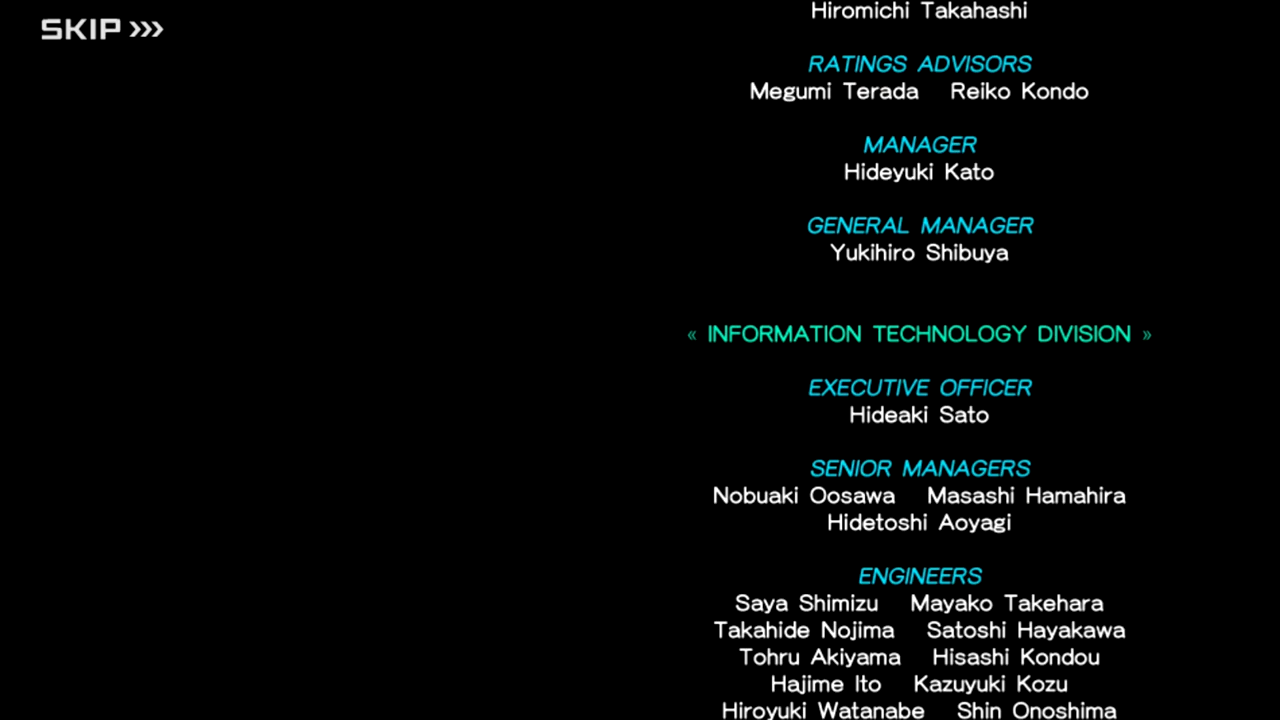 SKIP »›
Hiromichi Takahashi
RATINGS ADVISORS
Megumi Terada Reiko Kondo
MANAGER
Hideyuki Kato
GENERAL MANAGER
Yukihiro Shibuya
« INFORMATION TECHNOLOGY DIVISION »
EXECUTIVE OFFICER
Hideaki Sato
SENIOR MANAGERS
Nobuaki Oosawa Masashi Hamahira
Hidetoshi Aoyagi
ENGINEERS
Saya Shimizu Mayako Takehara
Takahide Nojima Satoshi Hayakawa
Tohru Akiyama Hisashi Kondou
Hajime Ito Kazuyuki Kozu
Hiroyuki Watanabe Shin Onoshima